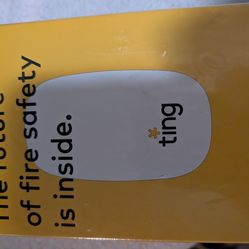 The future
of fire safety
is inside.
ting